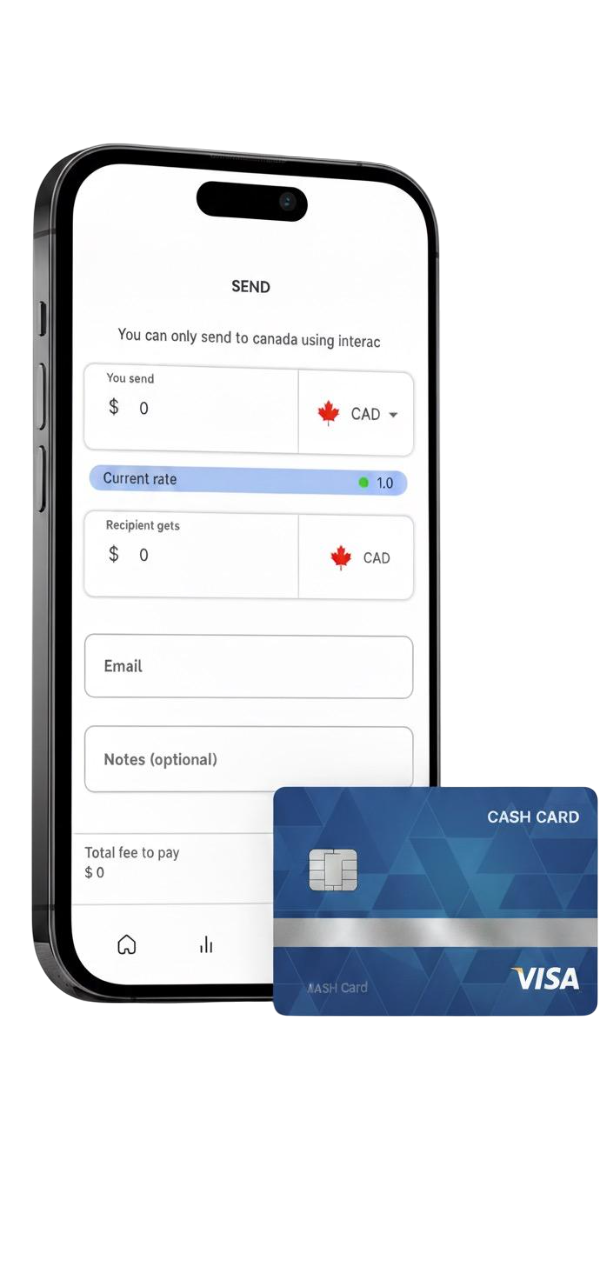 SEND
You can only send to canada using interac
You send
$ 0
CAD
Current rate
1.0
Recipient gets
$ 0
CAD
Email
Notes (optional)
Total fee to pay
$ 0
CASH CARD
VISA
Card